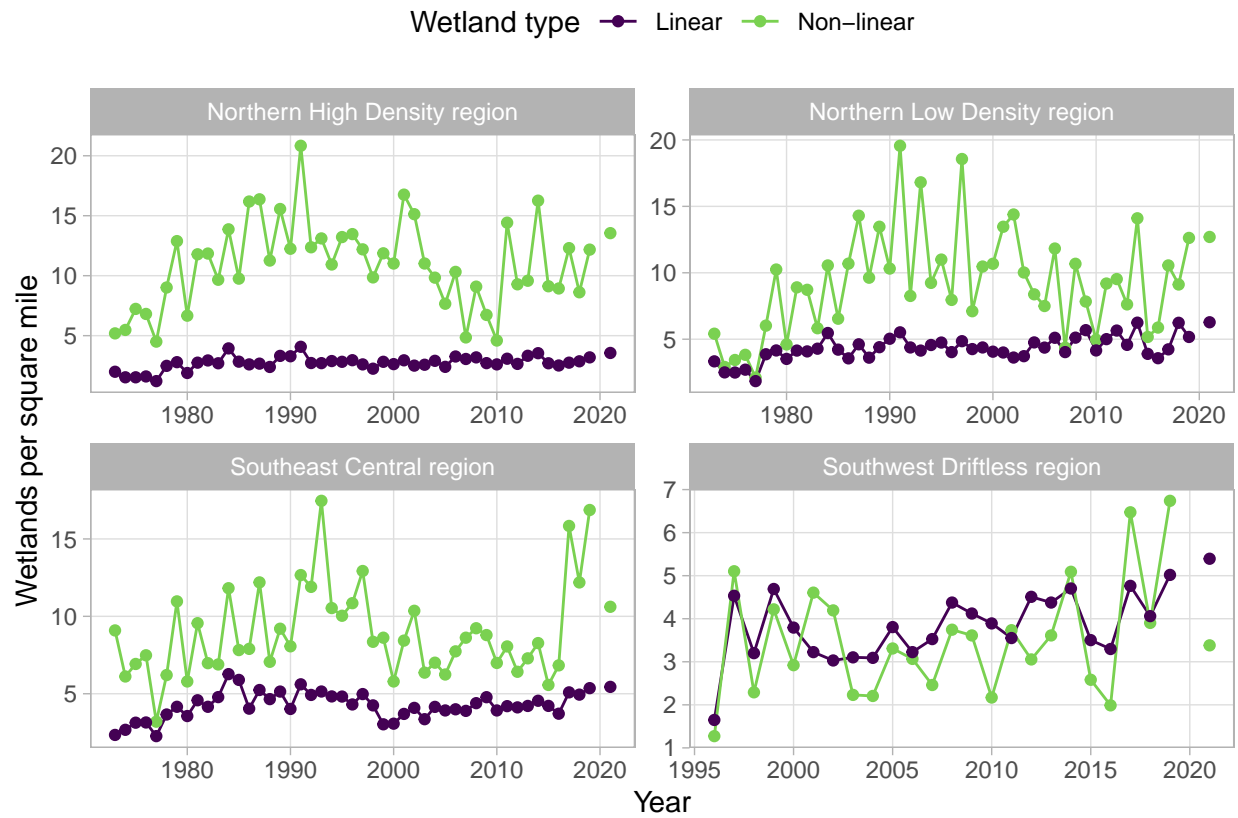 Wetland type Linear Non−linear
Northern High Density region
Northern Low Density region
20
15
10
5
1980 1990 2000 2010 2020
20
15
10
5
1980 1990 2000 2010 2020
Southeast Central region
Southwest Driftless region
15
10
5
1980 1990 2000 2010 2020
7
6
5
4
3
2
1
1995 2000 2005 2010 2015 2020
Wetlands per square mile
Year